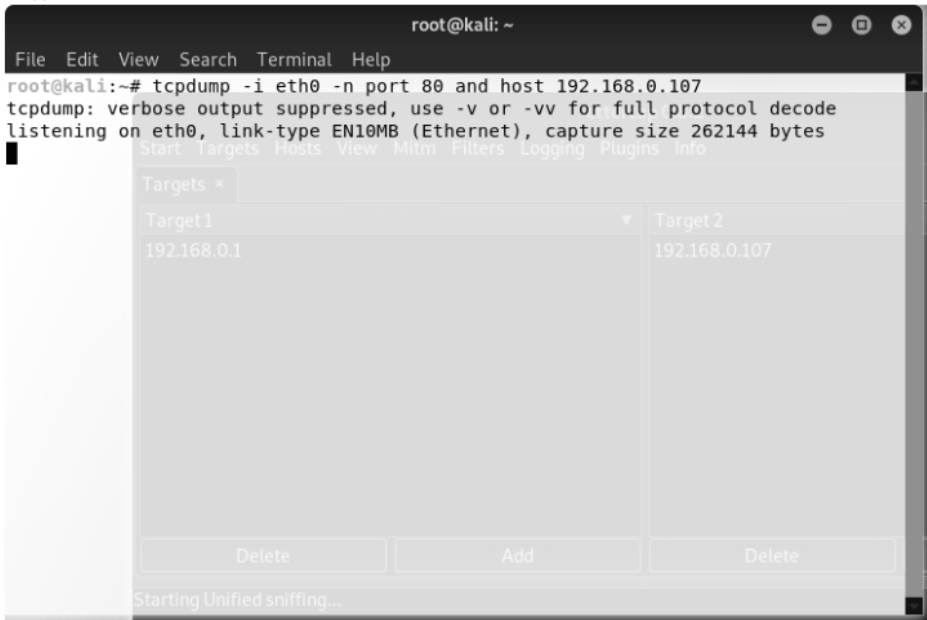 root@kali: ~
File Edit View Search Terminal Help
root@kali:~# tcpdump -i eth0 -n port 80 and host 192.168.0.107
tcpdump: verbose output suppressed, use -v or -vv for full protocol decode
listening on eth0, link-type EN10MB (Ethernet), capture size 262144 bytes
Start Targets Hosts View Mitm Filters Logging Plugins Info
Targets ×
Target 1 Target 2
192.168.0.1 192.168.0.107
Delete Add Delete
Starting Unified sniffing...